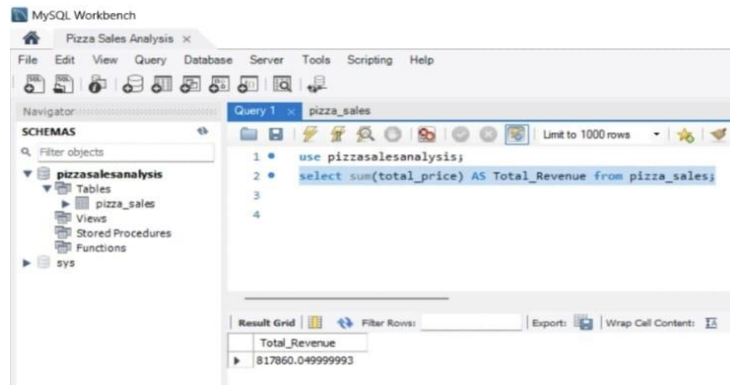 MySQL Workbench
Pizza Sales Analysis ×
File Edit View Query Database Server Tools Scripting Help
Navigator
SCHEMAS
Filter objects
pizzasalesanalysis
Tables
pizza_sales
Views
Stored Procedures
Functions
sys
Query 1 × pizza_sales
Limit to 1000 rows
1 use pizzasalesanalysis;
2 select sum(total_price) AS Total_Revenue from pizza_sales;
3
4
Result Grid Filter Rows: Export: Wrap Cell Content:
Total_Revenue
817860.049999993